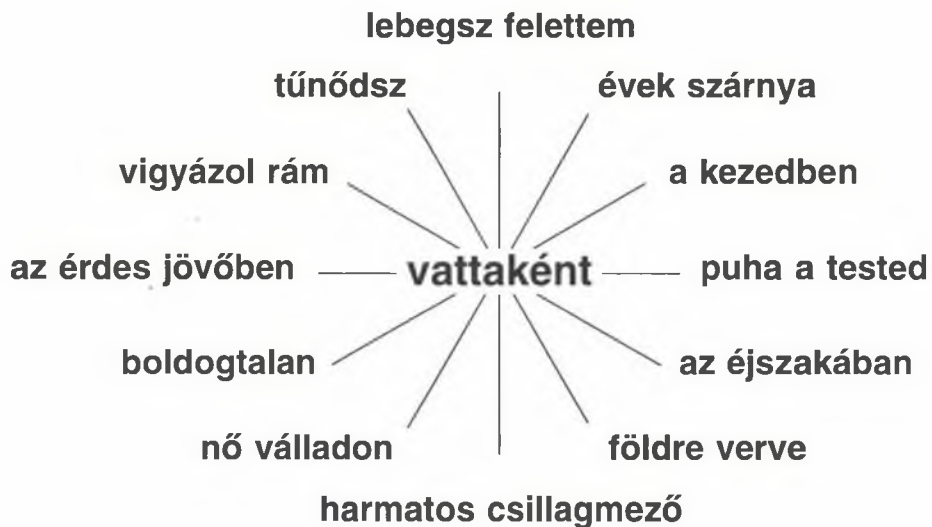 lebegsz felettem
tűnődsz
évek szárnya
vigyázol rám
a kezedben
az érdes jövőben
vattaként
puha a tested
boldogtalan
az éjszakában
nő válladon
földre verve
harmatos csillagmező